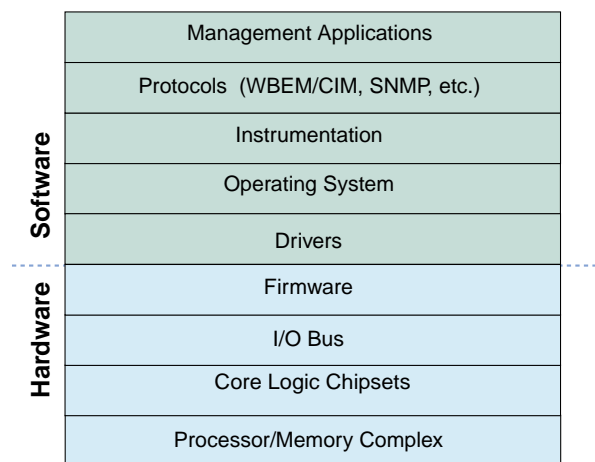 Management Applications
Protocols (WBEM/CIM, SNMP, etc.)
Instrumentation
Operating System
Drivers
Software
Firmware
I/O Bus
Core Logic Chipsets
Processor/Memory Complex
Hardware